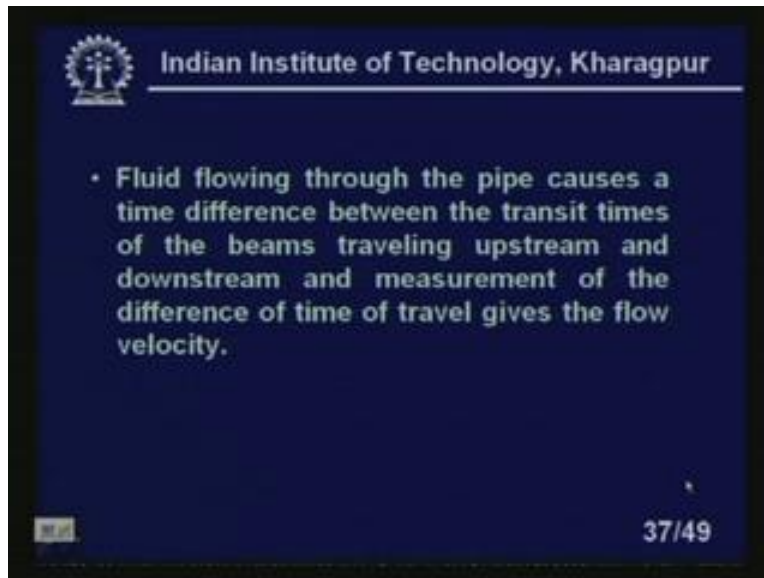 Indian Institute of Technology, Kharagpur
• Fluid flowing through the pipe causes a
time difference between the transit times
of the beams traveling upstream and
downstream and measurement of the
difference of time of travel gives the flow
velocity.
37/49